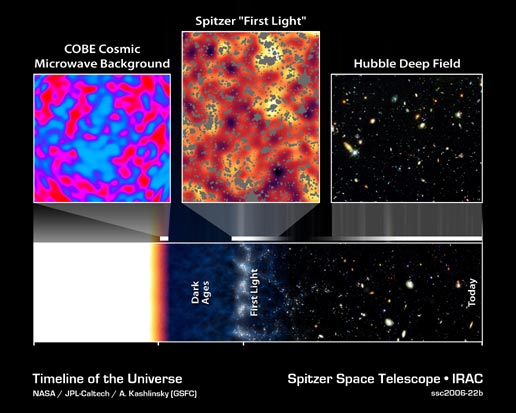 Spitzer "First Light"
COBE Cosmic
Microwave Background
Hubble Deep Field
Dark
Ages
First Light
Today
Timeline of the Universe
NASA / JPL-Caltech / A. Kashlinsky (GSFC)
Spitzer Space Telescope • IRAC
ssc2006-22b